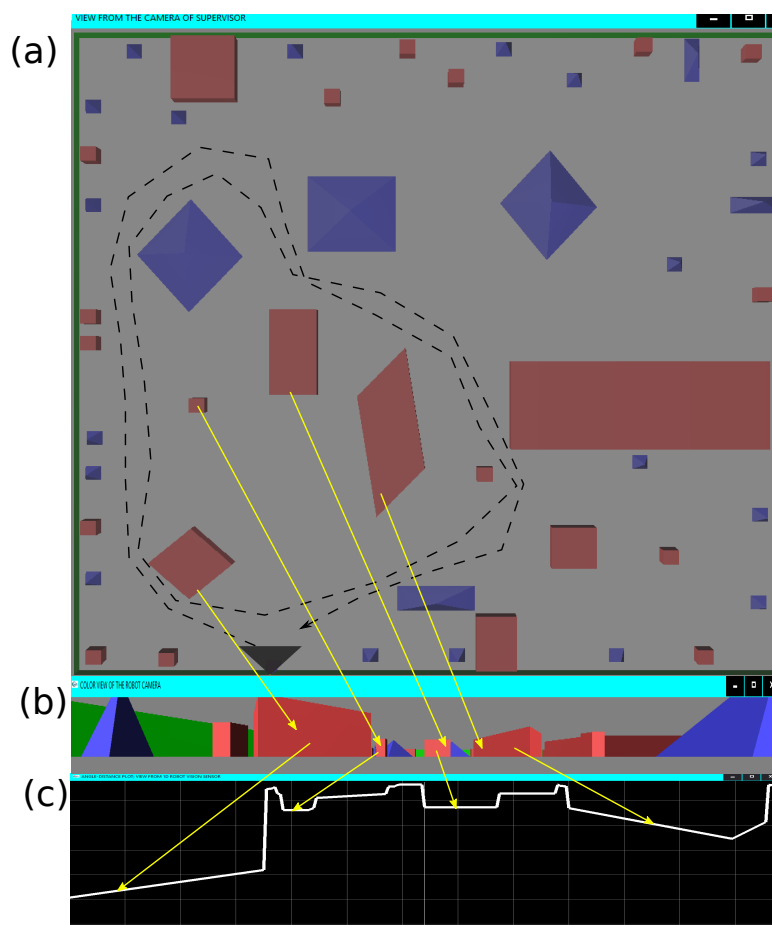 VIEW FROM THE CAMERA OF SUPERVISOR
(a)
COLOR VIEW OF THE ROBOT CAMERA
(b)
ANGLE-DISTANCE PLOT, VIEW FROM 3D ROBOT VISION SENSOR
(c)